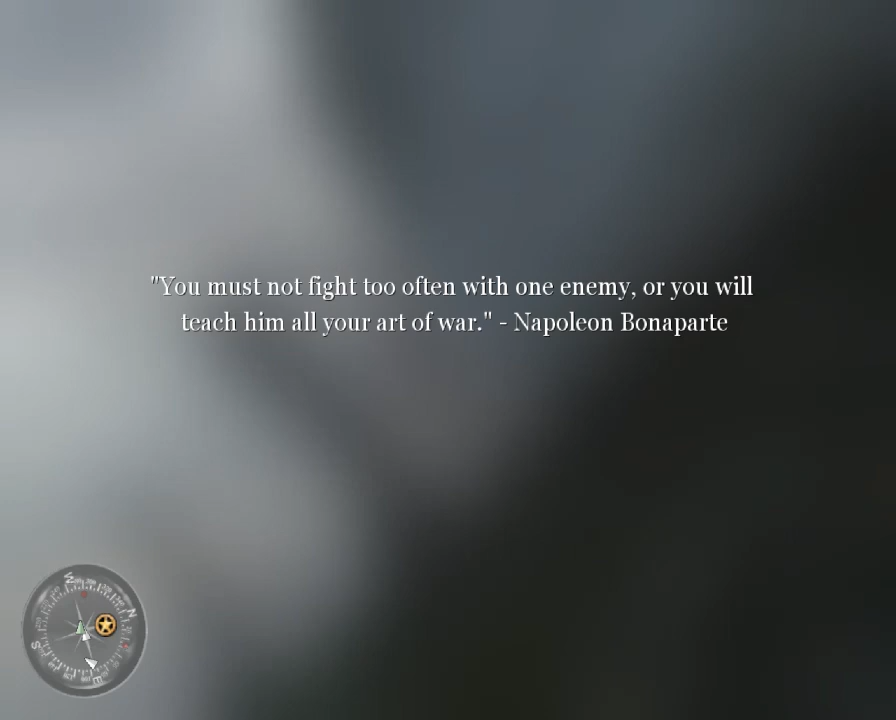 "You must not fight too often with one enemy, or you will
teach him all your art of war." - Napoleon Bonaparte
W
N
S
E